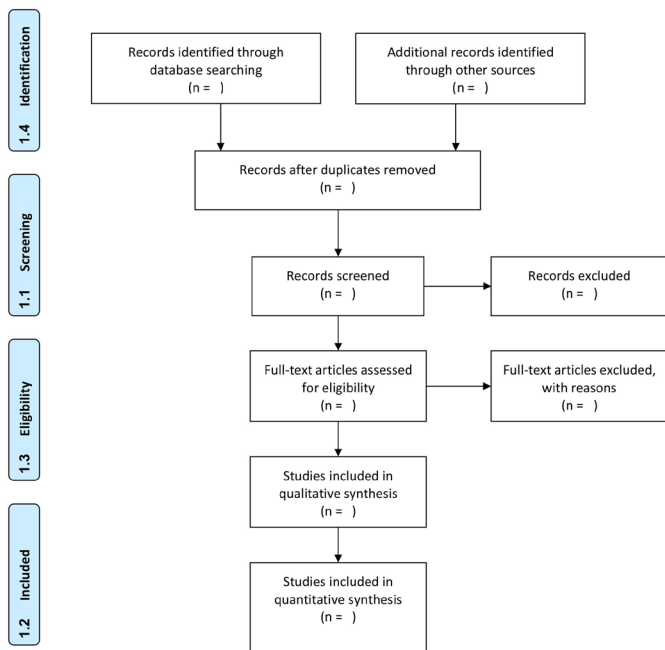 1.4 Identification
Records identified through
database searching
(n = )
Additional records identified
through other sources
(n = )
Records after duplicates removed
(n = )
1.1 Screening
Records screened
(n = )
Records excluded
(n = )
1.3 Eligibility
Full-text articles assessed
for eligibility
(n = )
Full-text articles excluded,
with reasons
(n = )
Studies included in
qualitative synthesis
(n = )
1.2 Included
Studies included in
quantitative synthesis
(n = )